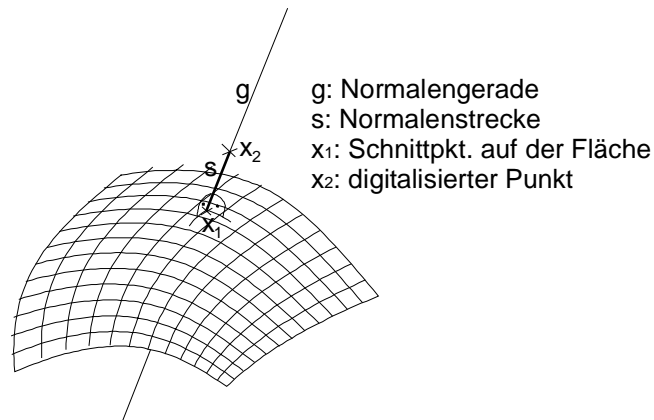 g
g: Normalengerade
s: Normalenstrecke
x₁: Schnittpkt. auf der Fläche
x₂: digitalisierter Punkt
x₂
s
x₁